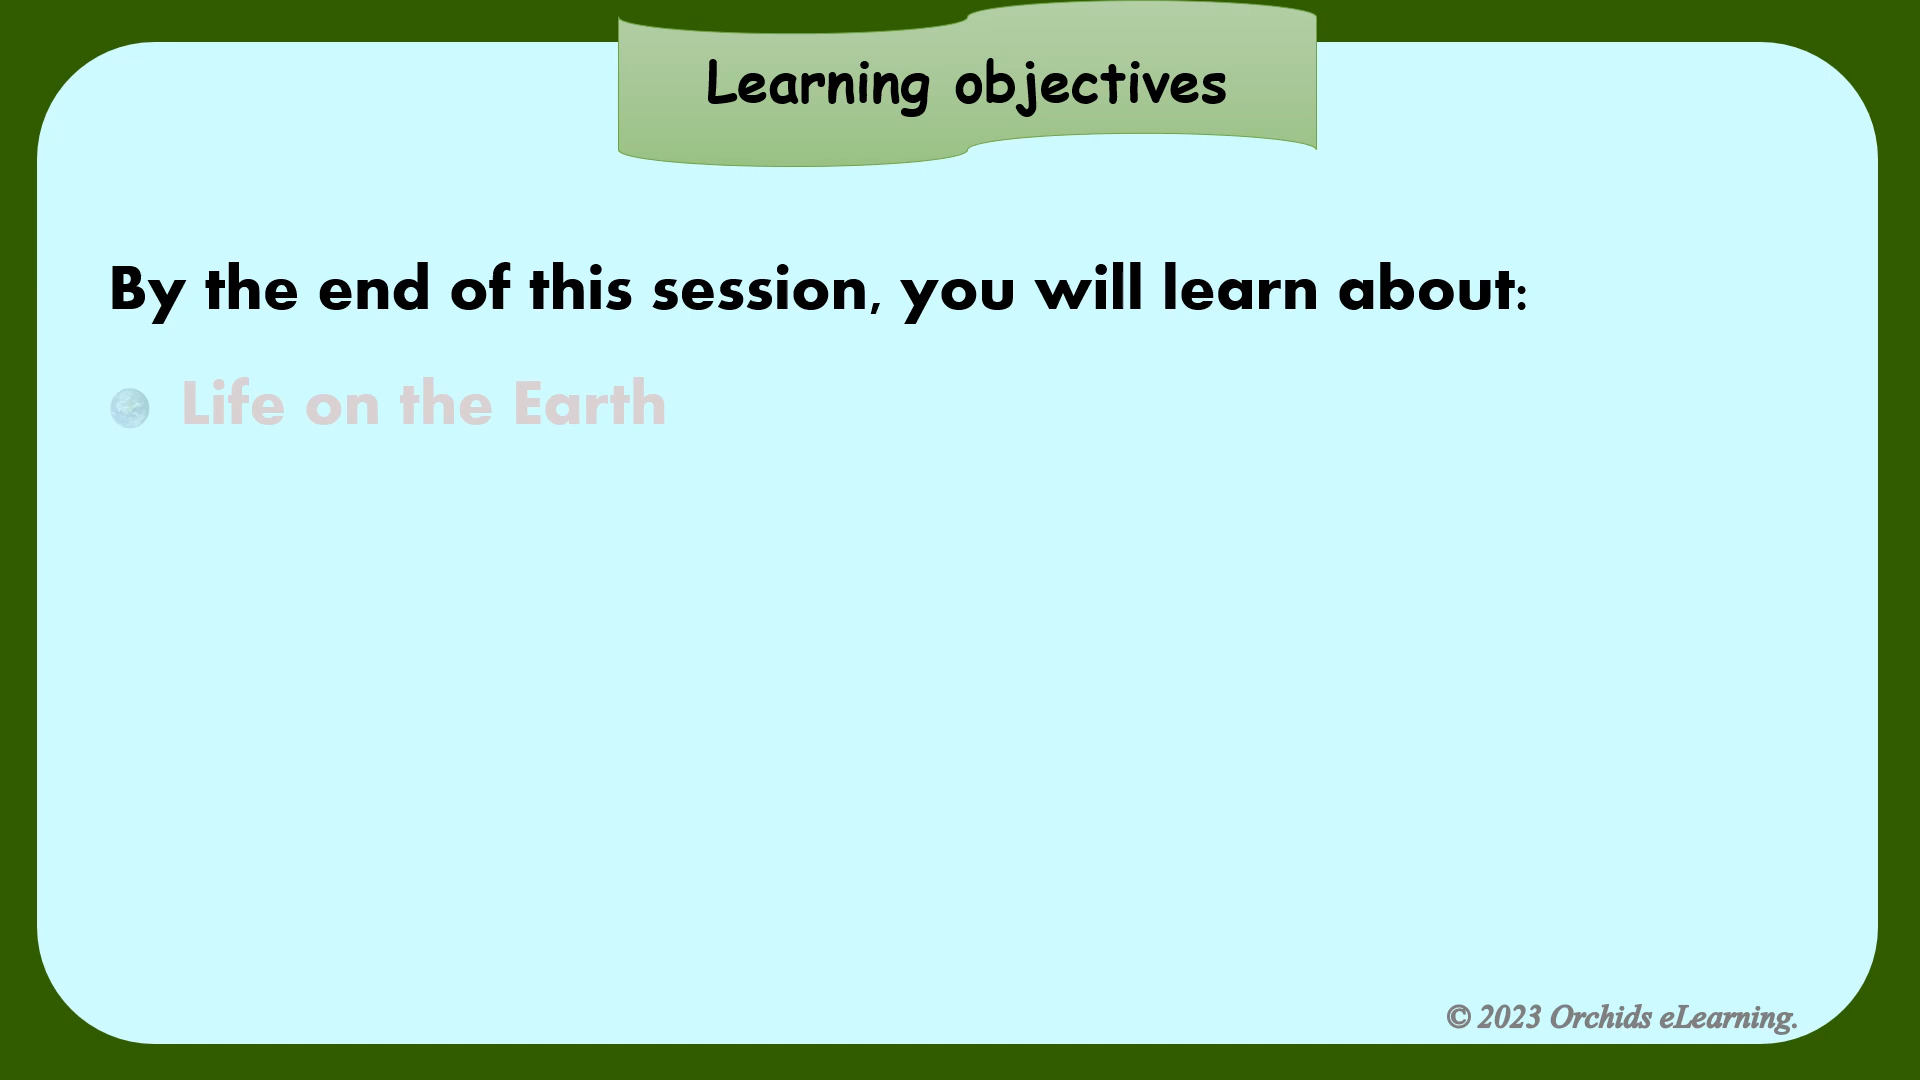 Learning objectives
By the end of this session, you will learn about:
Life on the Earth
© 2023 Orchids eLearning.